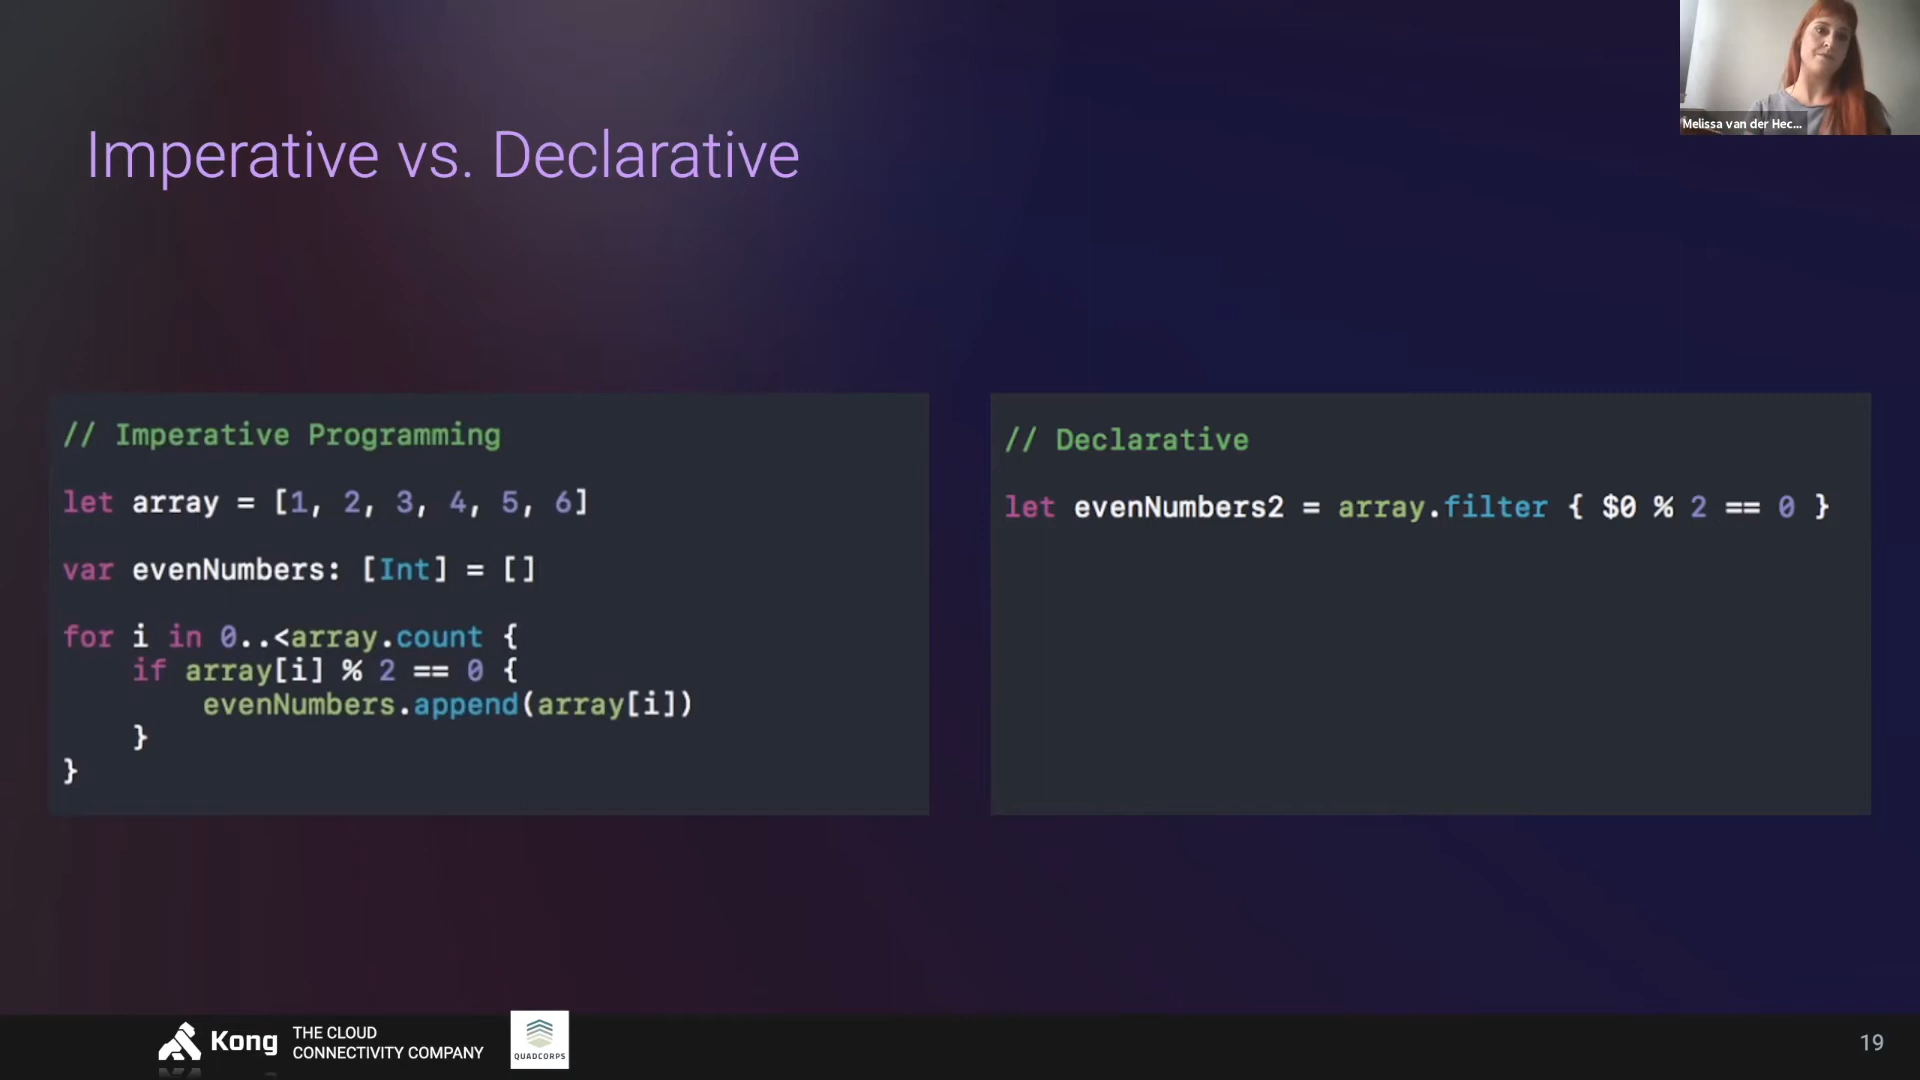 Melissa van der Hec...
Imperative vs. Declarative
// Imperative Programming
let array = [1, 2, 3, 4, 5, 6]
var evenNumbers: [Int] = []
for i in 0..<array.count {
    if array[i] % 2 == 0 {
        evenNumbers.append(array[i])
    }
}
// Declarative
let evenNumbers2 = array.filter { $0 % 2 == 0 }
Kong
THE CLOUD
CONNECTIVITY COMPANY
QUADCORPS
19